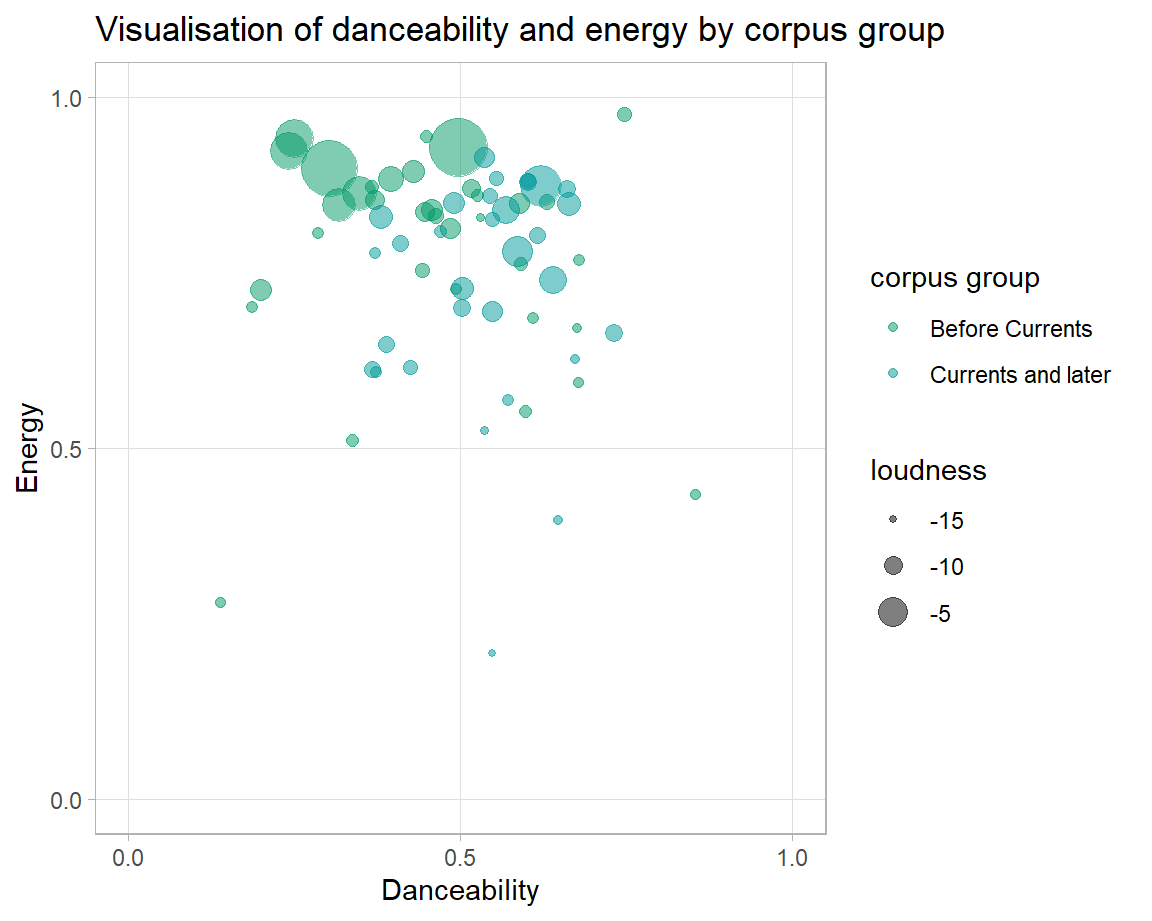 Visualisation of danceability and energy by corpus group
1.0
0.5
0.0
Energy
0.0
0.5
1.0
Danceability
corpus group
Before Currents
Currents and later
loudness
-15
-10
-5